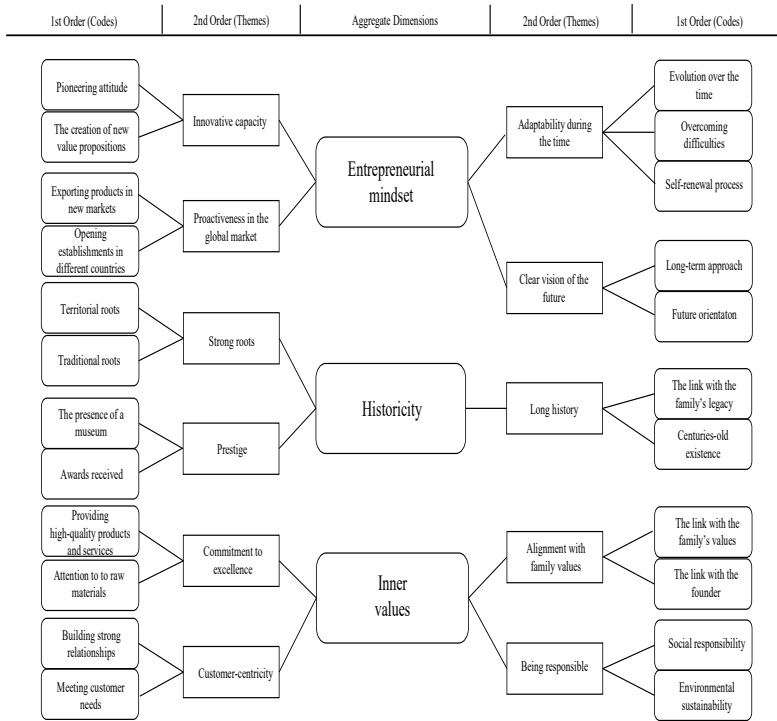 1st Order (Codes)
2nd Order (Themes)
Aggregate Dimensions
2nd Order (Themes)
1st Order (Codes)
Pioneering attitude
The creation of new
value propositions
Exporting products in
new markets
Opening
establishments in
different countries
Territorial roots
Traditional roots
The presence of a
museum
Awards received
Providing
high-quality products
and services
Attention to to raw
materials
Building strong
relationships
Meeting customer
needs
Innovative capacity
Proactiveness in the
global market
Strong roots
Prestige
Commitment to
excellence
Customer-centricity
Entrepreneurial
mindset
Historicity
Inner
values
Adaptability during
the time
Clear vision of the
future
Long history
Alignment with
family values
Being responsible
Evolution over the
time
Overcoming
difficulties
Self-renewal process
Long-term approach
Future orientaton
The link with the
family's legacy
Centuries-old
existence
The link with the
family's values
The link with the
founder
Social responsibility
Environmental
sustainability